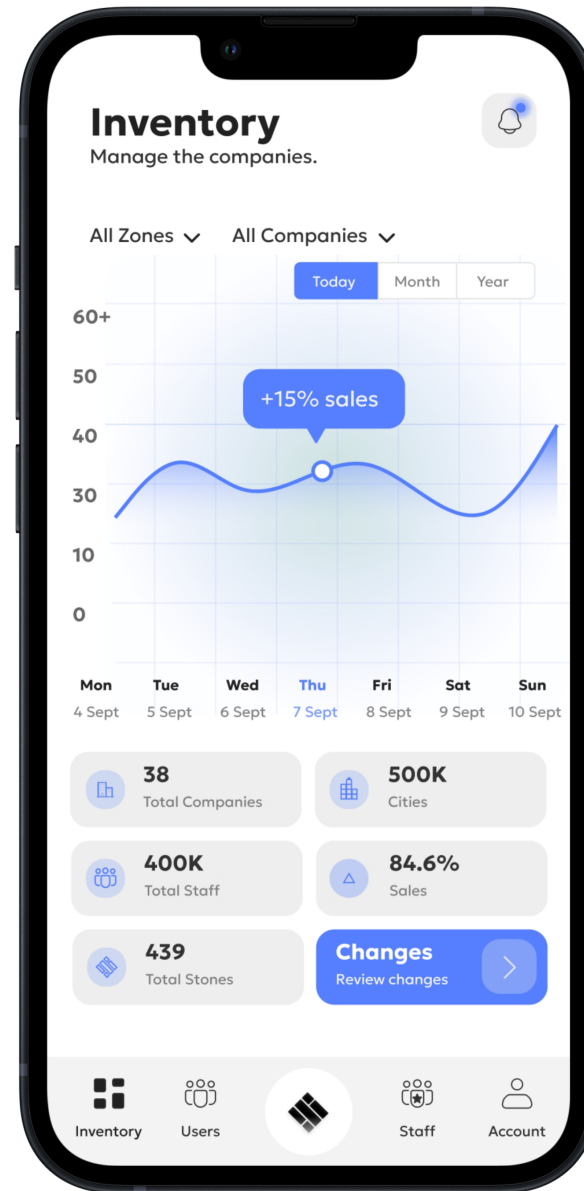 Inventory
Manage the companies.
All Zones
All Companies
Today
Month
Year
60+
50
+15% sales
40
30
10
0
Mon Tue Wed Thu Fri Sat Sun
4 Sept 5 Sept 6 Sept 7 Sept 8 Sept 9 Sept 10 Sept
38
Total Companies
500K
Cities
400K
Total Staff
84.6%
Sales
439
Total Stones
Changes
Review changes
Inventory
Users
Staff
Account